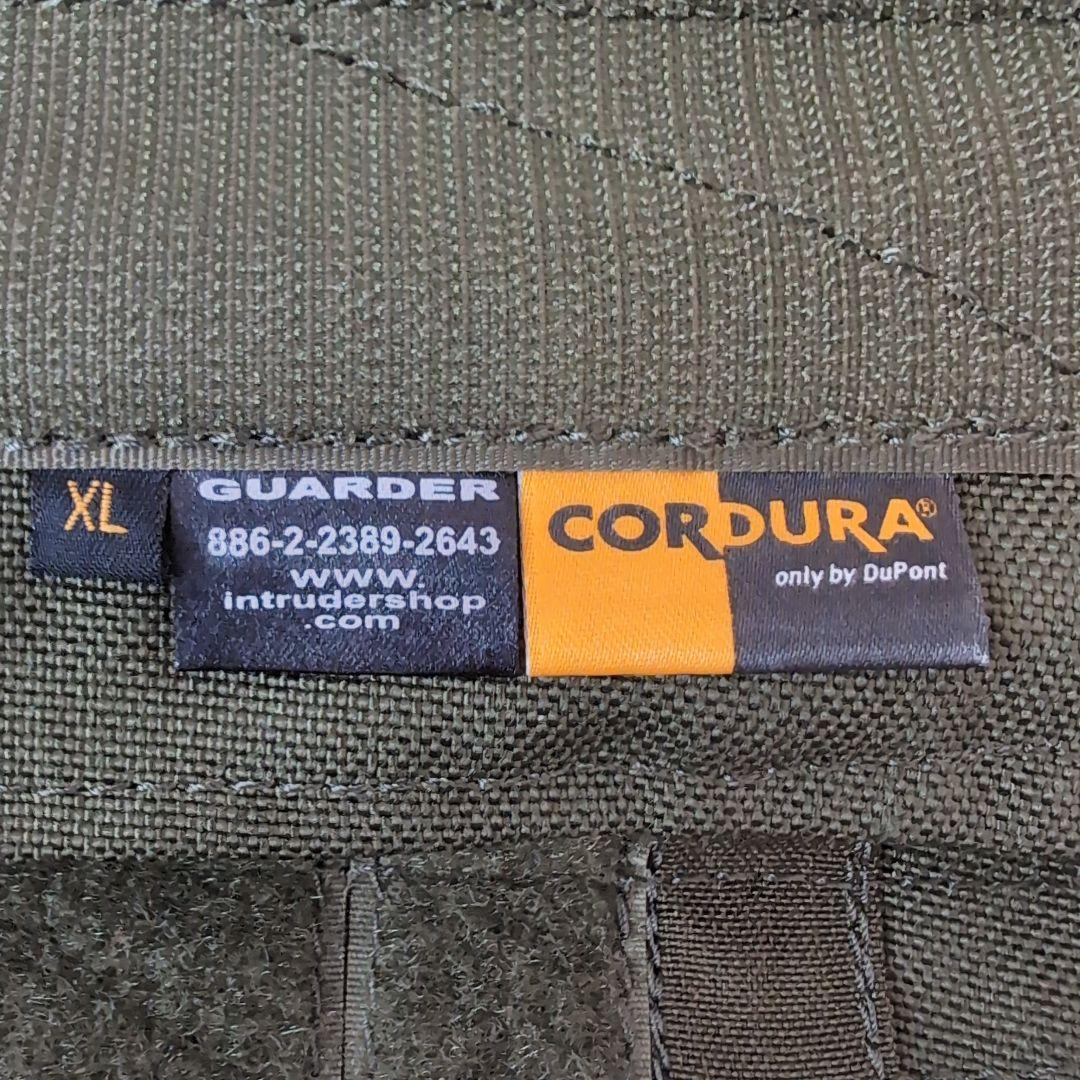 XL
GUARDER
886-2-2389-2643
www.
intrudershop
.com
CORDURA®
only by DuPont